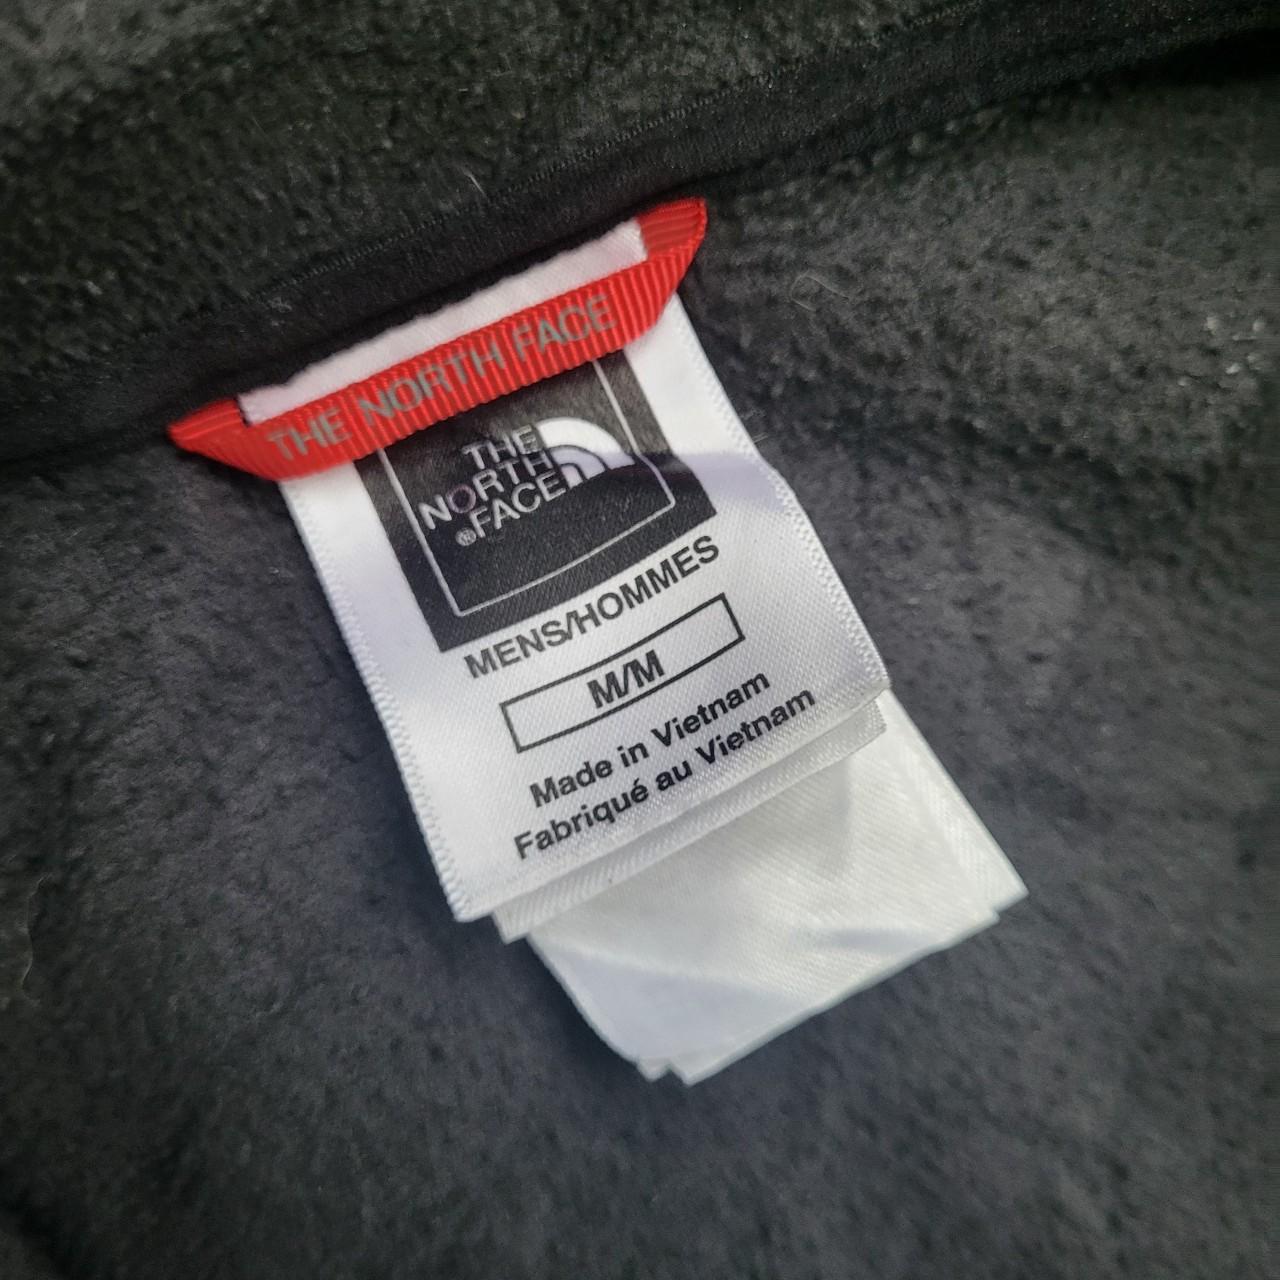 THE NORTH FACE
THE
NORTH
FACE
®
MENS/HOMMES
M/M
Made in Vietnam
Fabriqué au Vietnam